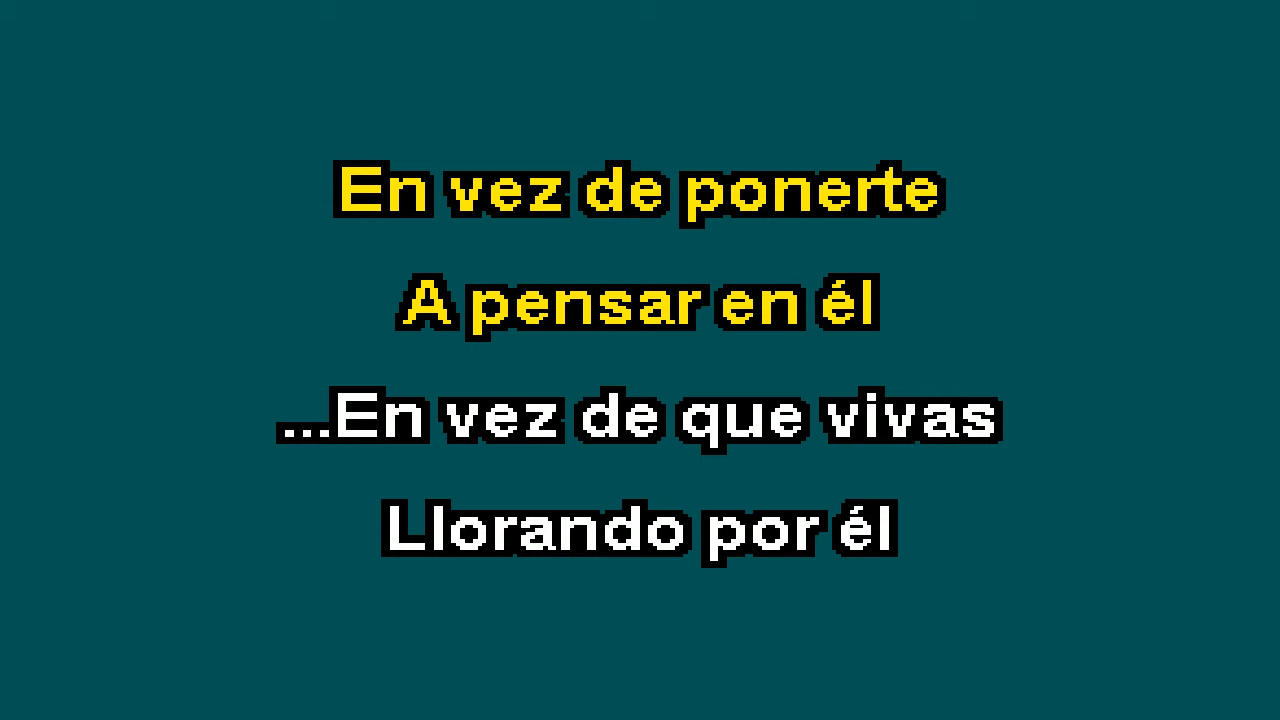 En vez de ponerte
A pensar en él
...En vez de que vivas
Llorando por él